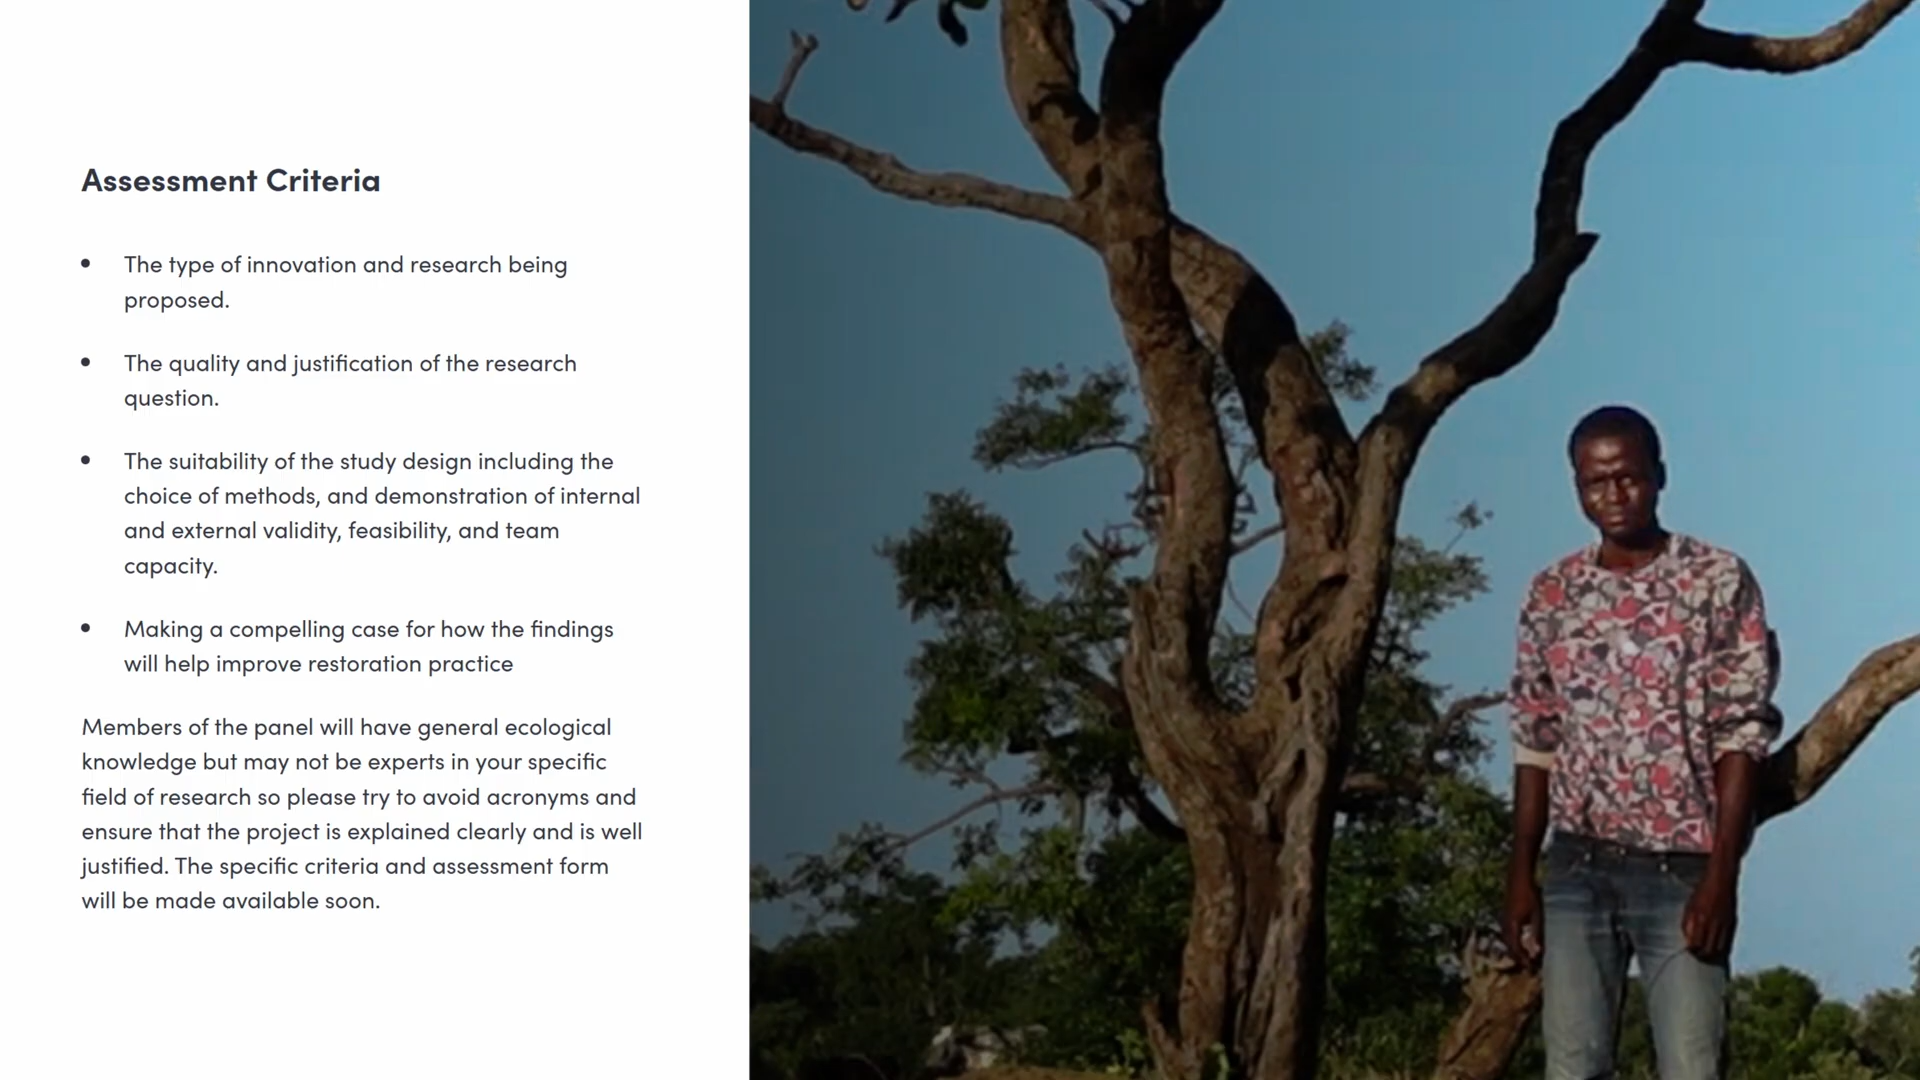 Assessment Criteria
• The type of innovation and research being
proposed.
• The quality and justification of the research
question.
• The suitability of the study design including the
choice of methods, and demonstration of internal
and external validity, feasibility, and team
capacity.
• Making a compelling case for how the findings
will help improve restoration practice
Members of the panel will have general ecological
knowledge but may not be experts in your specific
field of research so please try to avoid acronyms and
ensure that the project is explained clearly and is well
justified. The specific criteria and assessment form
will be made available soon.